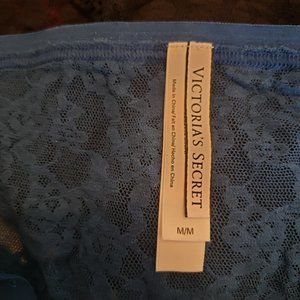 VICTORIA'S SECRET
M/M
Made in China/ Fait en Chine/ Hecho en China